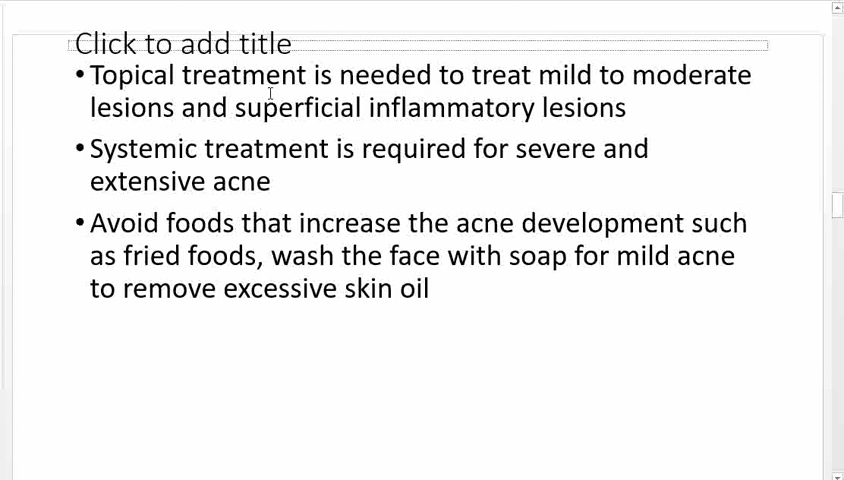 Click to add title
• Topical treatment is needed to treat mild to moderate
lesions and superficial inflammatory lesions
• Systemic treatment is required for severe and
extensive acne
• Avoid foods that increase the acne development such
as fried foods, wash the face with soap for mild acne
to remove excessive skin oil